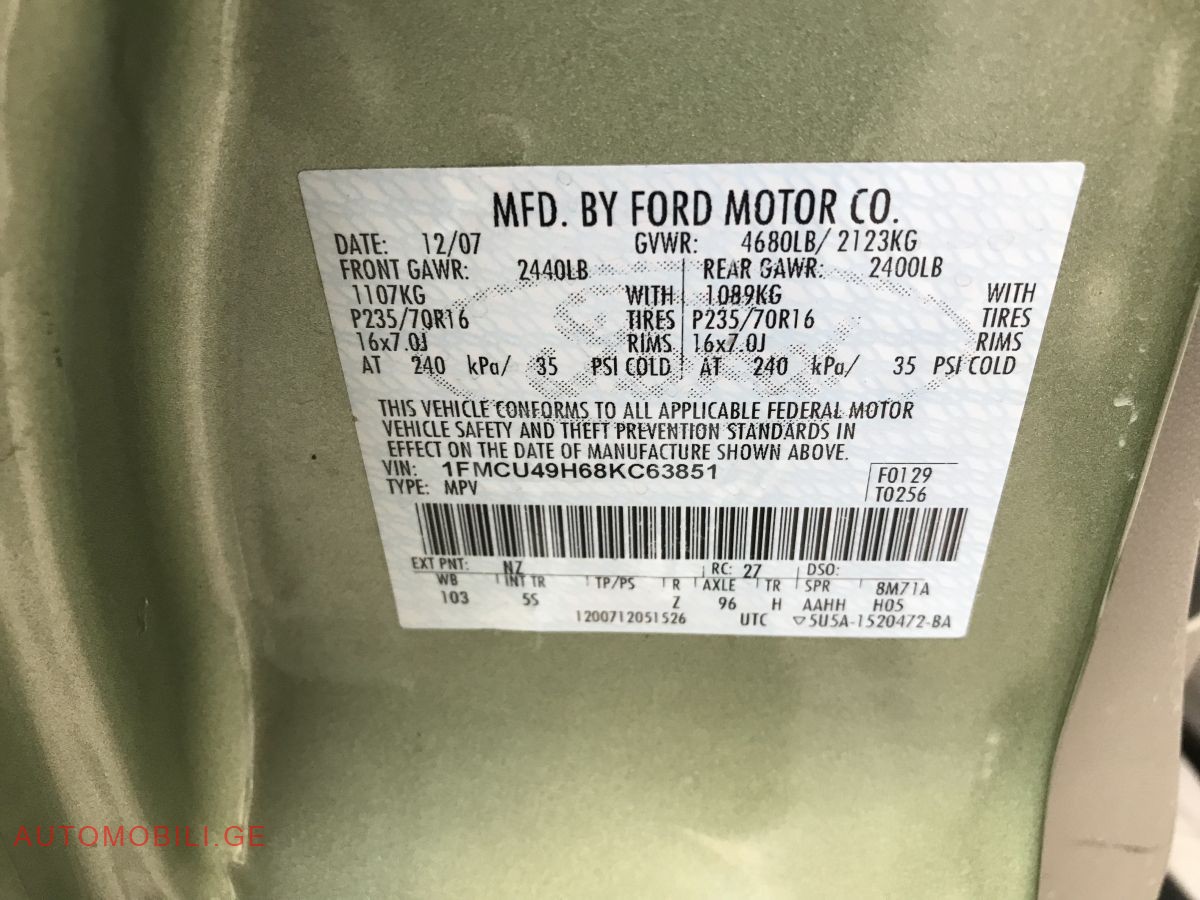 MFD. BY FORD MOTOR CO.
DATE: 12/07 GVWR: 4680LB/ 2123KG
FRONT GAWR: 2440LB REAR GAWR: 2400LB
1107KG WITH 1089KG WITH
P235/70R16 TIRES P235/70R16 TIRES
16x7.0J RIMS 16x7.0J RIMS
AT 240 kPa/ 35 PSI COLD AT 240 kPa/ 35 PSI COLD
THIS VEHICLE CONFORMS TO ALL APPLICABLE FEDERAL MOTOR
VEHICLE SAFETY AND THEFT PREVENTION STANDARDS IN
EFFECT ON THE DATE OF MANUFACTURE SHOWN ABOVE.
VIN: 1FMCU49H68KC63851 F0129
TYPE: MPV T0256
EXT PNT: NZ RC: 27 DSO:
WB INT TR TP/PS R AXLE TR SPR 8M71A
103 5S Z 96 H AAHH H05
1200712051526 UTC ▽5U5A-1520472-BA
AUTOMOBILI.GE